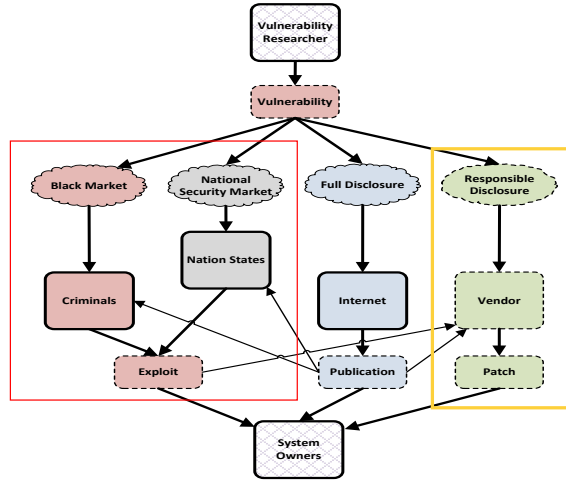 Vulnerability
Researcher
Vulnerability
Black Market
National
Security Market
Full Disclosure
Responsible
Disclosure
Nation States
Criminals
Internet
Vendor
Exploit
Publication
Patch
System
Owners